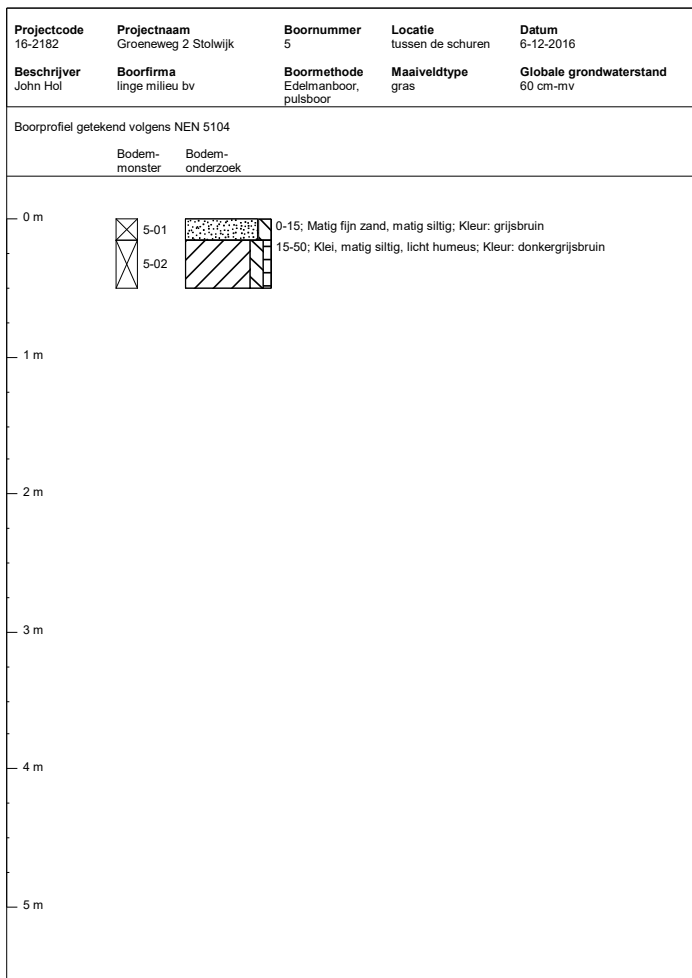 Projectcode Projectnaam Boornummer Locatie Datum
16-2182 Groeneweg 2 Stolwijk 5 tussen de schuren 6-12-2016
Beschrijver Boorfirma Boormethode Maaiveldtype Globale grondwaterstand
John Hol linge milieu bv Edelmanboor, gras 60 cm-mv
pulsboor
Boorprofiel getekend volgens NEN 5104
Bodem- Bodem-
monster onderzoek
0 m
5-01 0-15; Matig fijn zand, matig siltig; Kleur: grijsbruin
15-50; Klei, matig siltig, licht humeus; Kleur: donkergrijsbruin
5-02
1 m
2 m
3 m
4 m
5 m